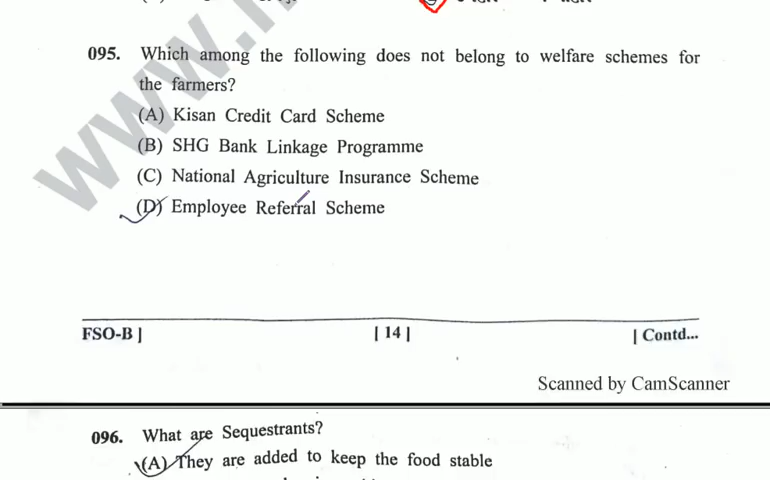 095. Which among the following does not belong to welfare schemes for
the farmers?
(A) Kisan Credit Card Scheme
(B) SHG Bank Linkage Programme
(C) National Agriculture Insurance Scheme
(D) Employee Referral Scheme
FSO-B ] [ 14 ] [ Contd...
Scanned by CamScanner
096. What are Sequestrants?
(A) They are added to keep the food stable